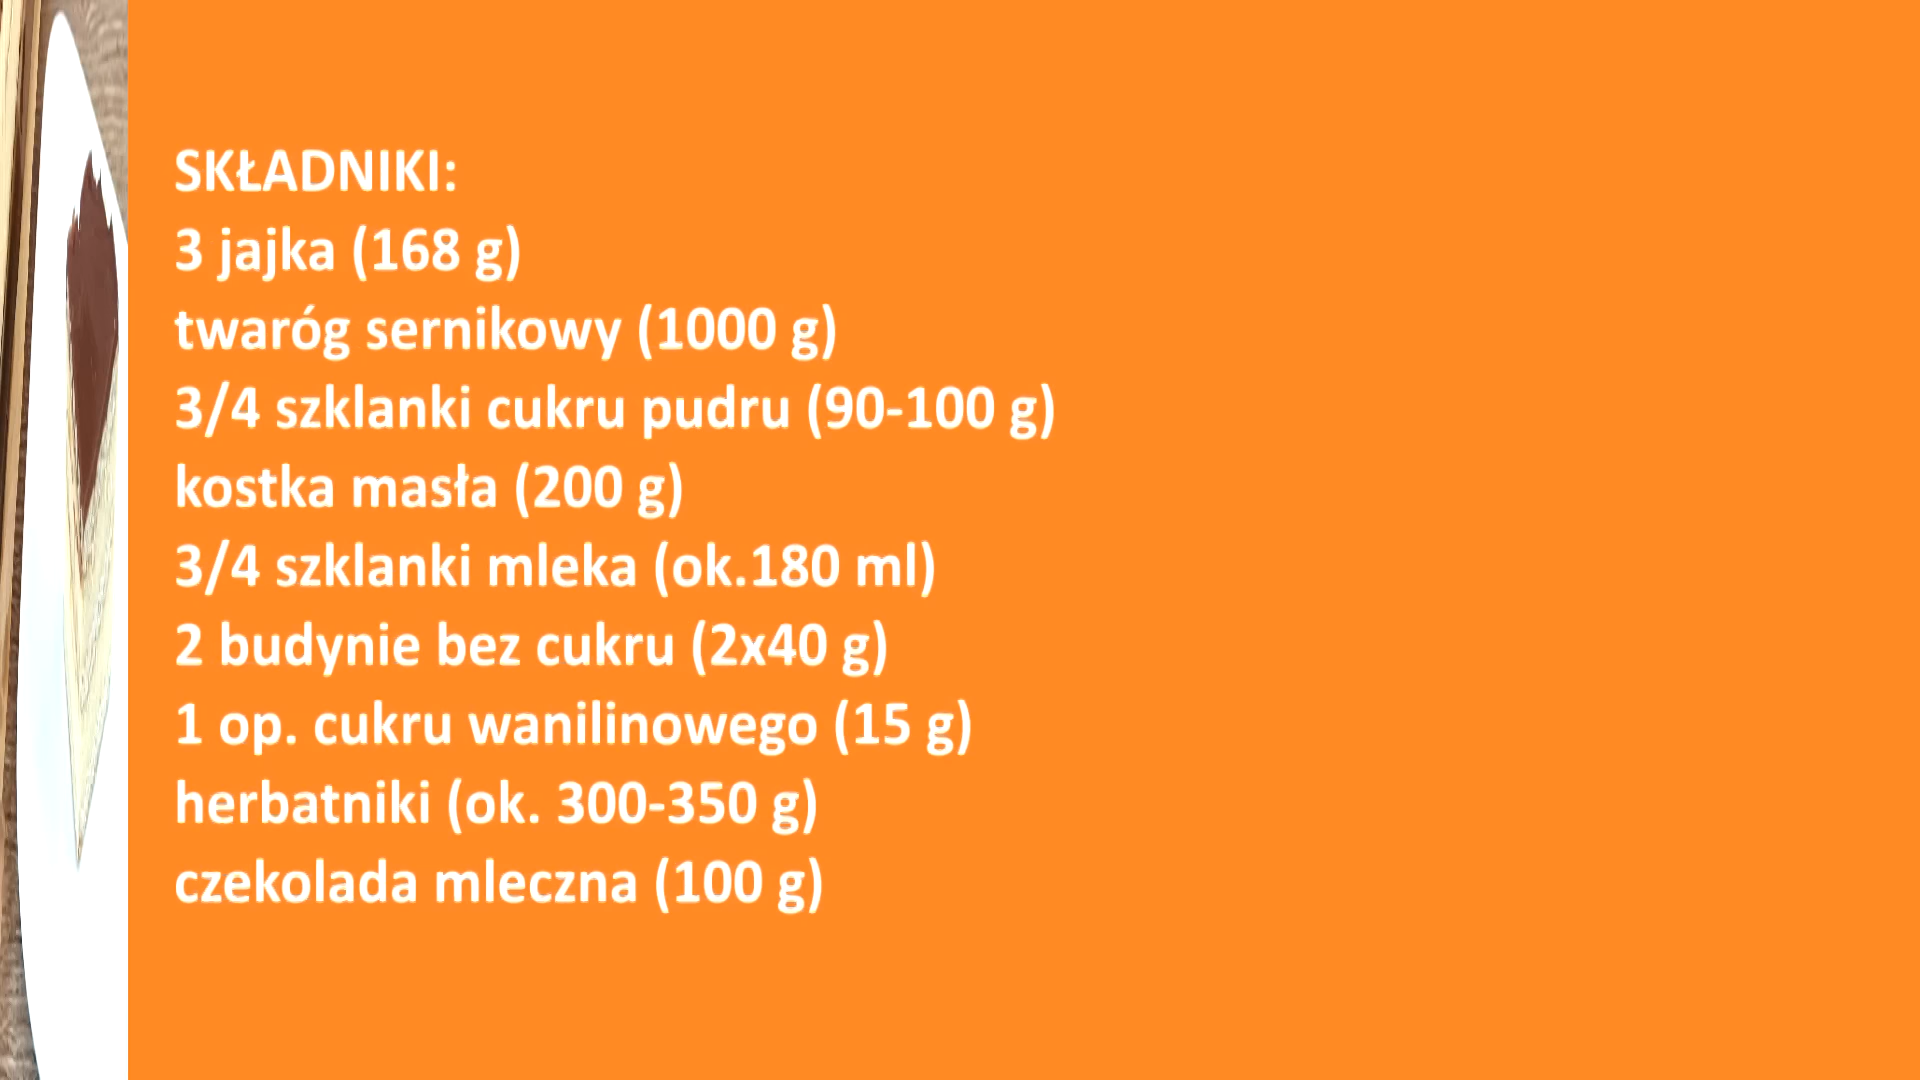 SKŁADNIKI:
3 jajka (168 g)
twaróg sernikowy (1000 g)
3/4 szklanki cukru pudru (90-100 g)
kostka masła (200 g)
3/4 szklanki mleka (ok.180 ml)
2 budynie bez cukru (2x40 g)
1 op. cukru wanilinowego (15 g)
herbatniki (ok. 300-350 g)
czekolada mleczna (100 g)